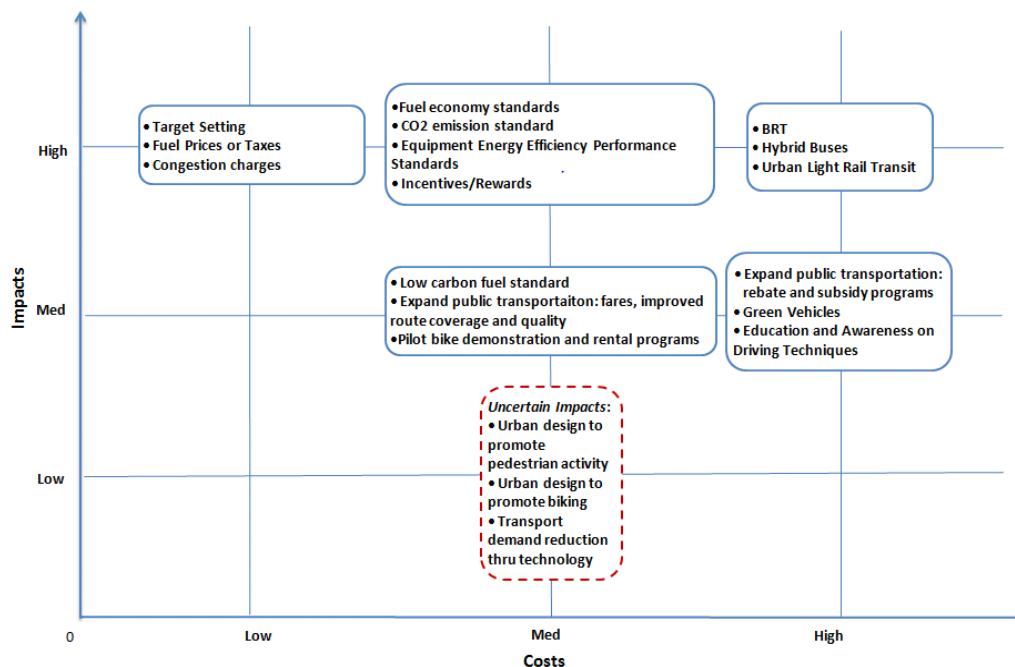 High
• Target Setting
• Fuel Prices or Taxes
• Congestion charges
• Fuel economy standards
• CO2 emission standard
• Equipment Energy Efficiency Performance
Standards
• Incentives/Rewards
• BRT
• Hybrid Buses
• Urban Light Rail Transit
Impacts
Med
• Low carbon fuel standard
• Expand public transportaiton: fares, improved
route coverage and quality
• Pilot bike demonstration and rental programs
• Expand public transportation:
rebate and subsidy programs
• Green Vehicles
• Education and Awareness on
Driving Techniques
Low
Uncertain Impacts:
• Urban design to
promote
pedestrian activity
• Urban design to
promote biking
• Transport
demand reduction
thru technology
0
Low
Med
High
Costs